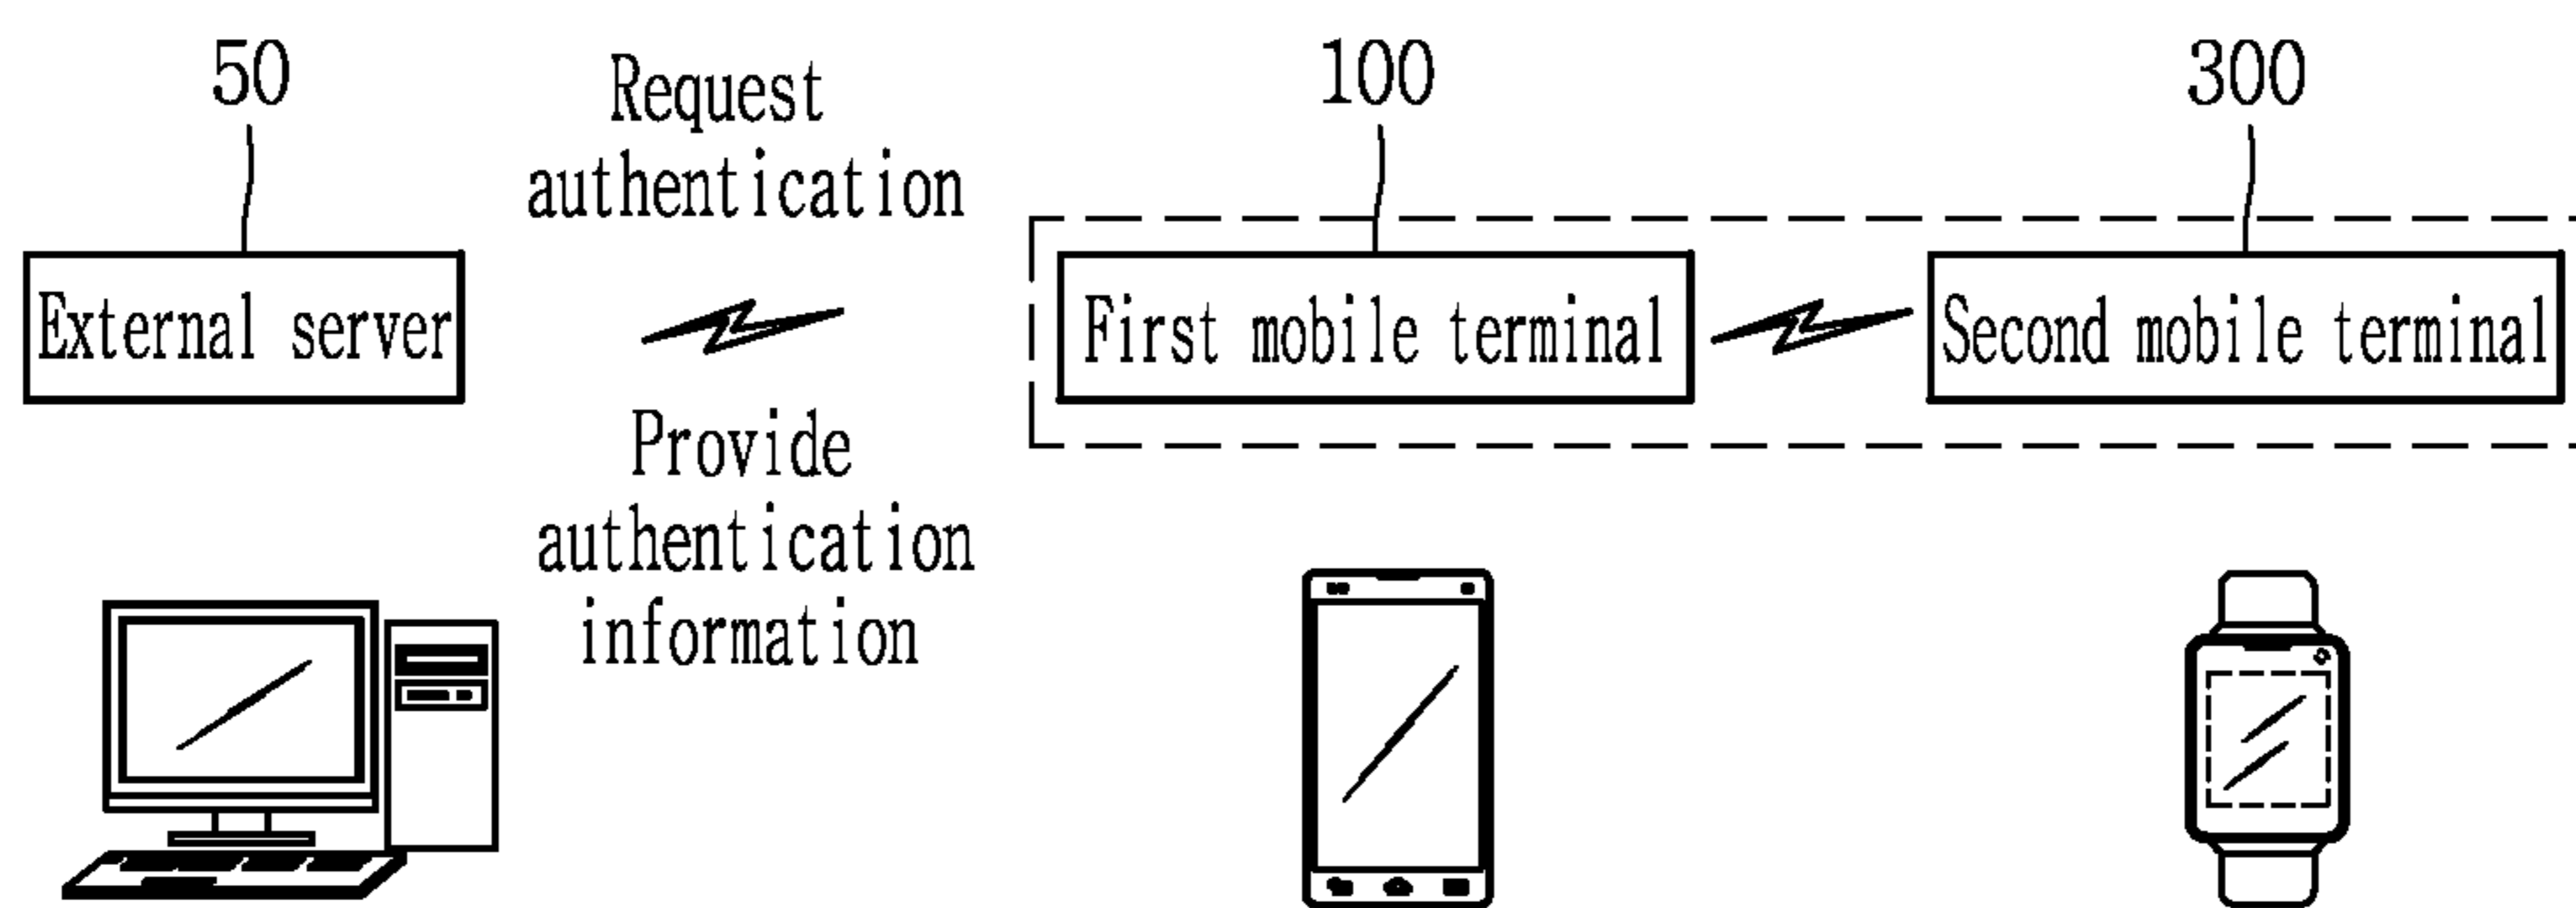 50
Request
authentication
100
300
External server
First mobile terminal
Second mobile terminal
Provide
authentication
information